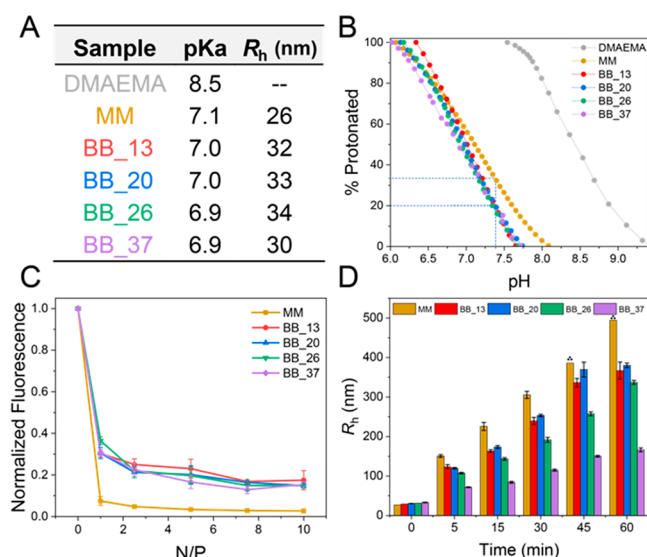 A
Sample pKa Rh (nm)
DMAEMA 8.5 --
MM 7.1 26
BB_13 7.0 32
BB_20 7.0 33
BB_26 6.9 34
BB_37 6.9 30
B
% Protonated
100
80
60
40
20
0
6.0 6.5 7.0 7.5 8.0 8.5 9.0
pH
DMAEMA
MM
BB_13
BB_20
BB_26
BB_37
C
Normalized Fluorescence
1.0
0.8
0.6
0.4
0.2
0.0
0 2 4 6 8 10
N/P
MM
BB_13
BB_20
BB_26
BB_37
D
Rh (nm)
500
400
300
200
150
100
50
0
0 5 15 30 45 60
Time (min)
MM BB_13 BB_20 BB_26 BB_37